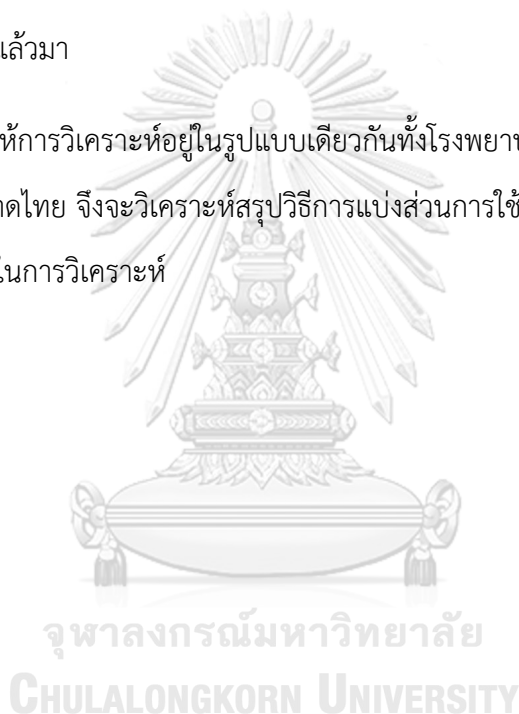 แล้วมา
ห้การวิเคราะห์อยู่ในรูปแบบเดียวกันทั้งโรงพยาบ
าดไทย จึงจะวิเคราะห์สรุปวิธีการแบ่งส่วนการใช้
ในการวิเคราะห์
จุฬาลงกรณ์มหาวิทยาลัย
CHULALONGKORN UNIVERSITY